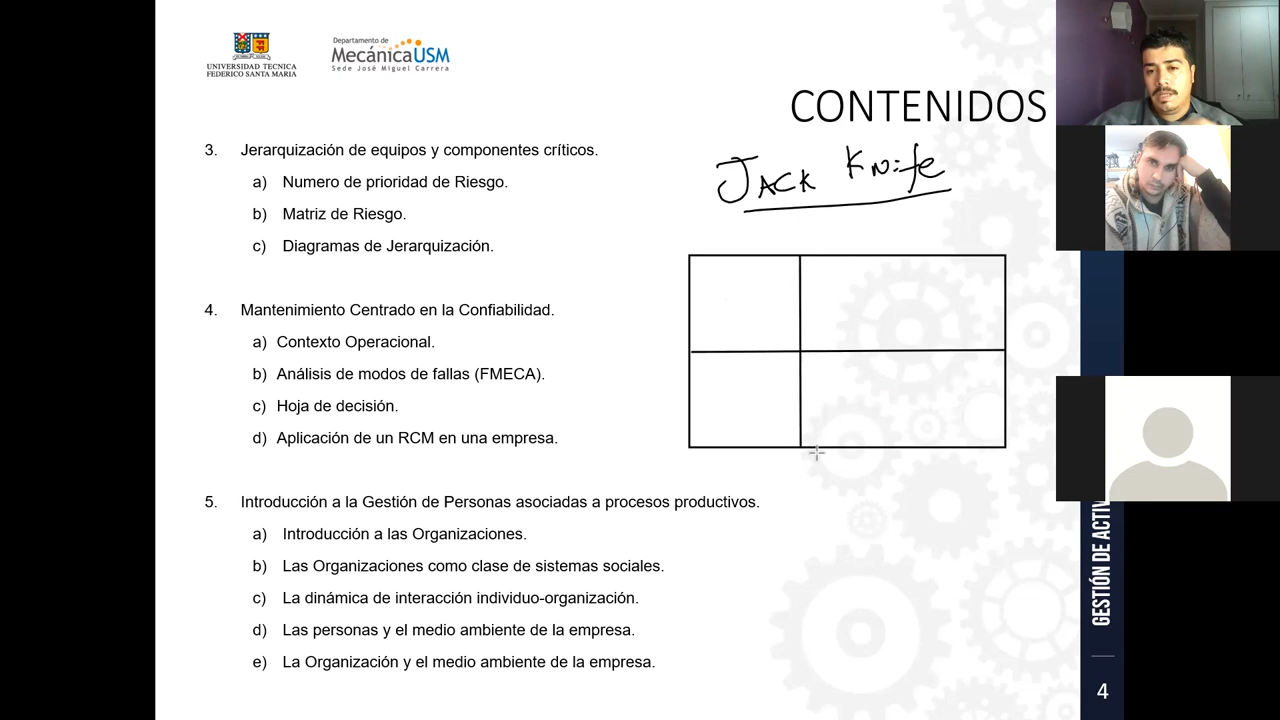 UNIVERSIDAD TECNICA
FEDERICO SANTA MARIA
Departamento de
MecánicaUSM
Sede José Miguel Carrera
CONTENIDOS
3. Jerarquización de equipos y componentes críticos.
a) Numero de prioridad de Riesgo.
b) Matriz de Riesgo.
c) Diagramas de Jerarquización.
JACK Knife
4. Mantenimiento Centrado en la Confiabilidad.
a) Contexto Operacional.
b) Análisis de modos de fallas (FMECA).
c) Hoja de decisión.
d) Aplicación de un RCM en una empresa.
5. Introducción a la Gestión de Personas asociadas a procesos productivos.
a) Introducción a las Organizaciones.
b) Las Organizaciones como clase de sistemas sociales.
c) La dinámica de interacción individuo-organización.
d) Las personas y el medio ambiente de la empresa.
e) La Organización y el medio ambiente de la empresa.
GESTIÓN DE ACTIV
4